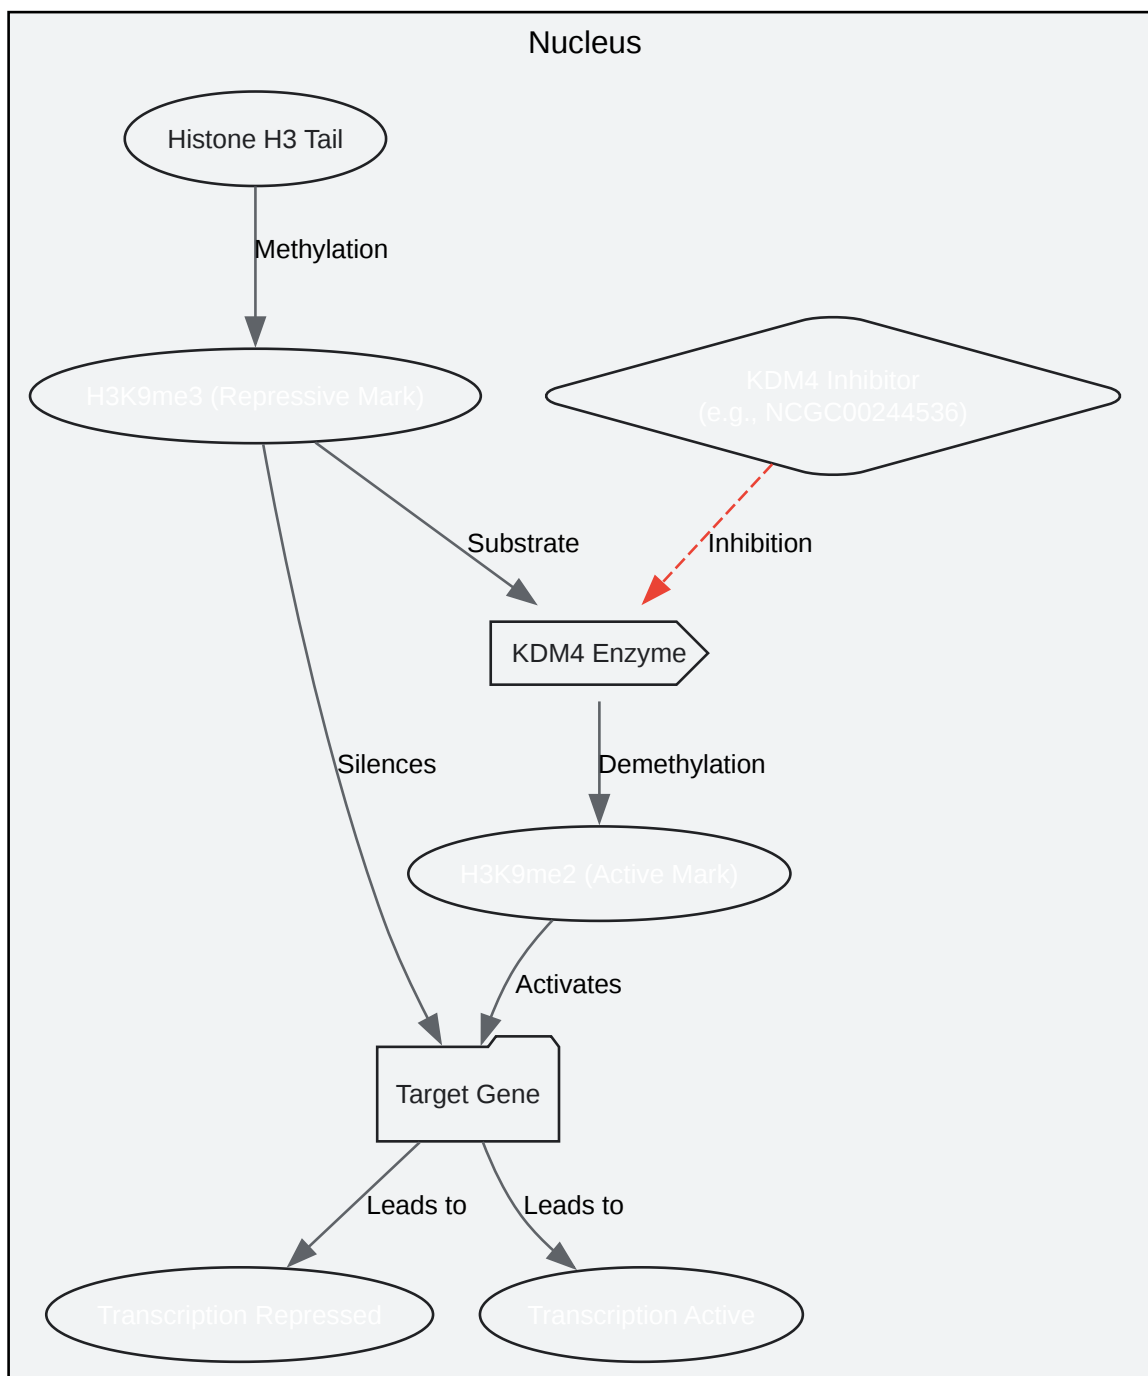 Nucleus
Histone H3 Tail
Methylation
H3K9me3 (Repressive Mark)
KDM4 Inhibitor
(e.g., NCGC00244536)
Substrate
Inhibition
KDM4 Enzyme
Silences
Demethylation
H3K9me2 (Active Mark)
Activates
Target Gene
Leads to
Leads to
Transcription Repressed
Transcription Active